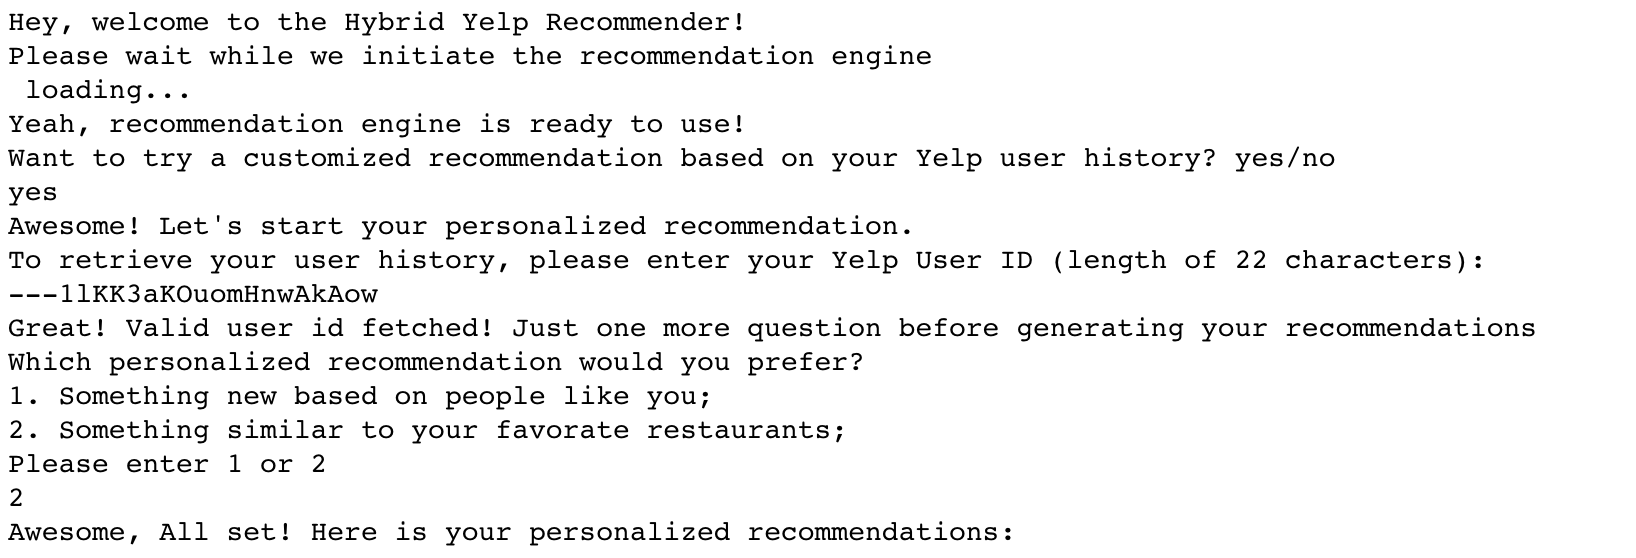 Hey, welcome to the Hybrid Yelp Recommender!
Please wait while we initiate the recommendation engine
loading...
Yeah, recommendation engine is ready to use!
Want to try a customized recommendation based on your Yelp user history? yes/no
yes
Awesome! Let's start your personalized recommendation.
To retrieve your user history, please enter your Yelp User ID (length of 22 characters):
---1lKK3aKOuomHnwAkAow
Great! Valid user id fetched! Just one more question before generating your recommendations
Which personalized recommendation would you prefer?
1. Something new based on people like you;
2. Something similar to your favorate restaurants;
Please enter 1 or 2
2
Awesome, All set! Here is your personalized recommendations: